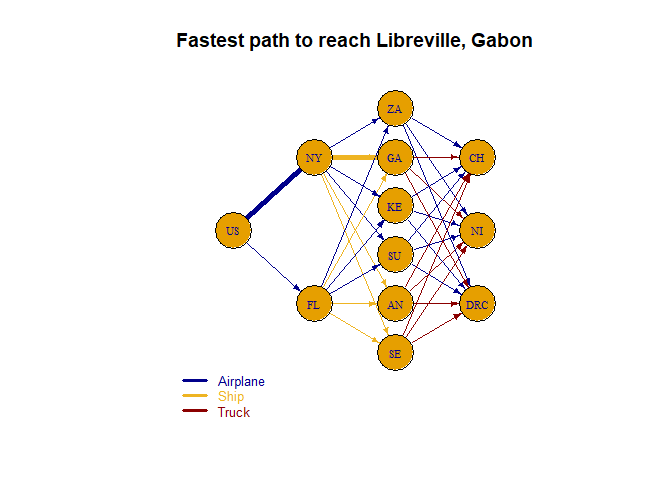 Fastest path to reach Libreville, Gabon
ZA
NY
GA
CH
KE
US
NI
SU
FL
AN
DRC
SE
Airplane
Ship
Truck